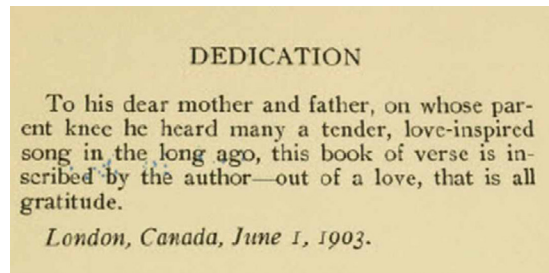 DEDICATION
To his dear mother and father, on whose par-
ent knee he heard many a tender, love-inspired
song in the long ago, this book of verse is in-
scribed by the author—out of a love, that is all
gratitude.
London, Canada, June 1, 1903.